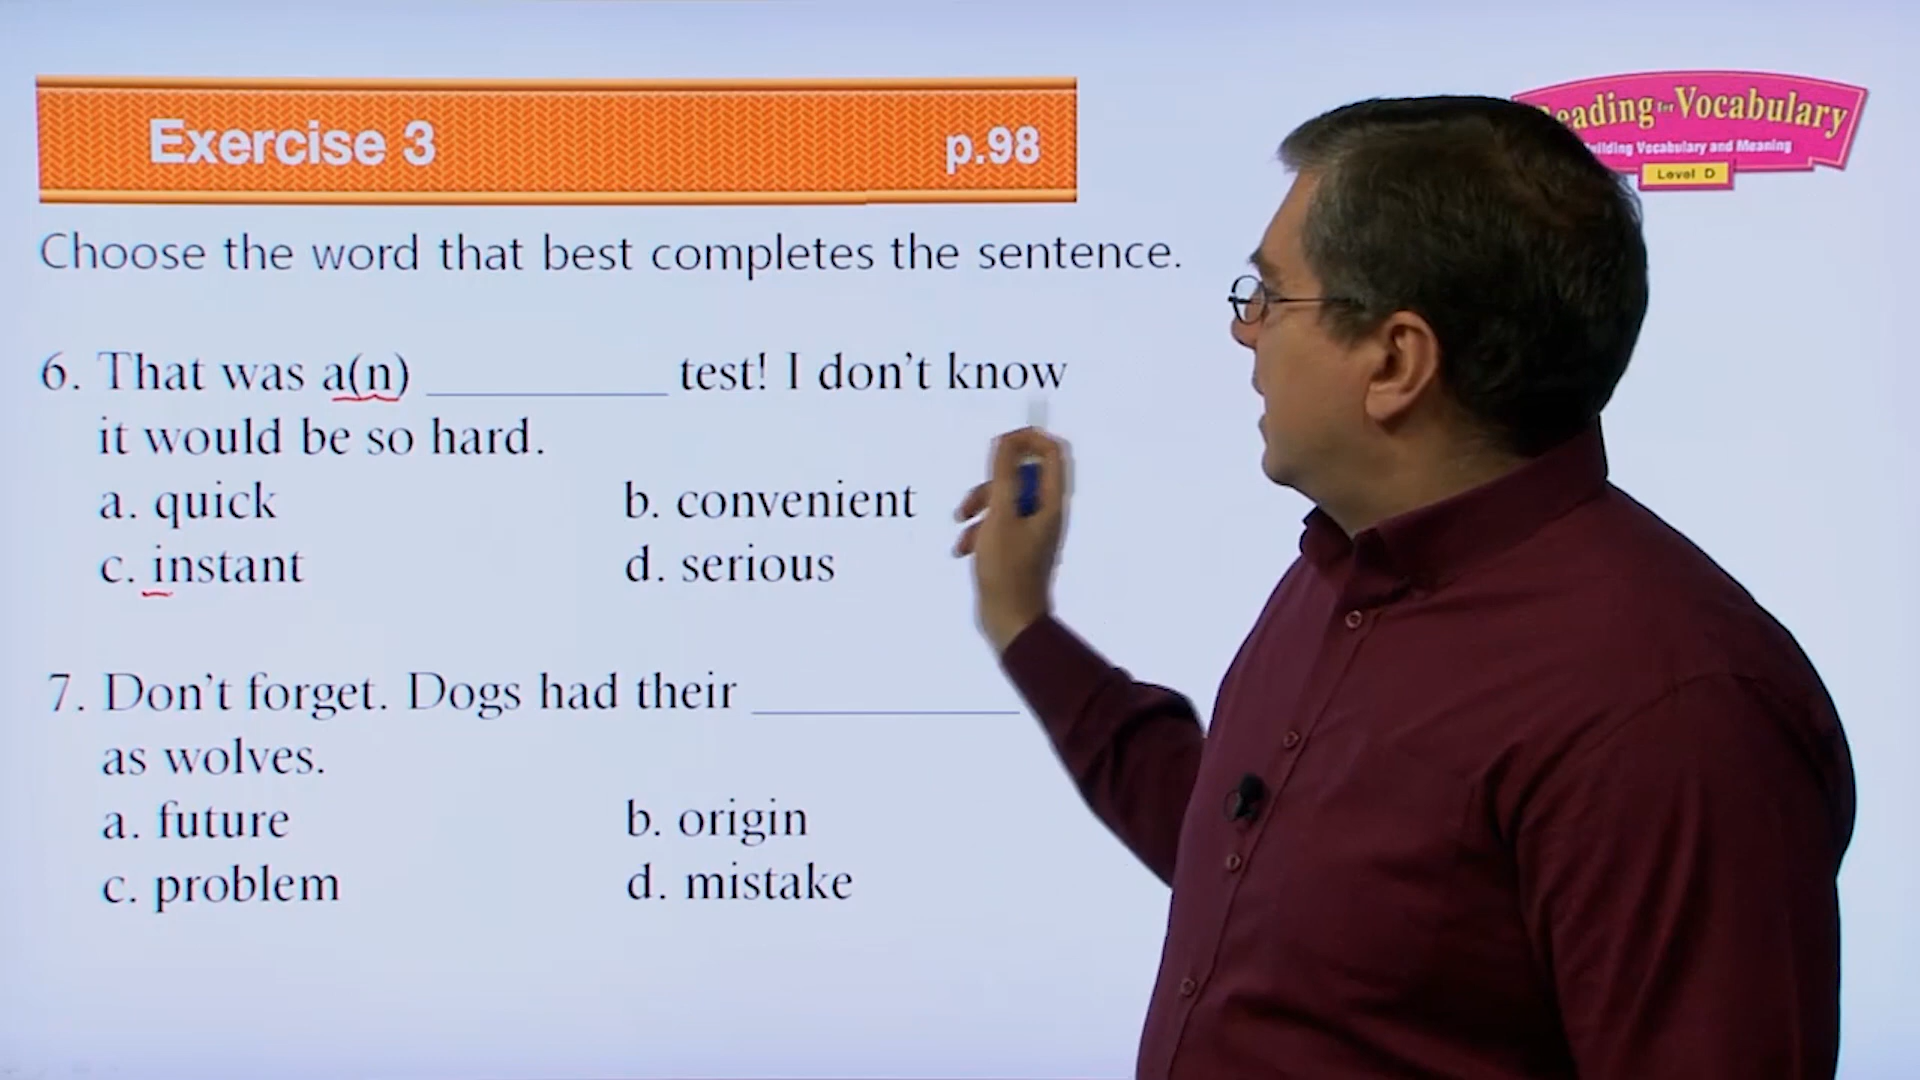 Exercise 3
p.98
Reading for Vocabulary
Building Vocabulary and Meaning
Level D
Choose the word that best completes the sentence.
6. That was a(n) __________ test! I don't know
it would be so hard.
a. quick
b. convenient
c. instant
d. serious
7. Don't forget. Dogs had their __________
as wolves.
a. future
b. origin
c. problem
d. mistake